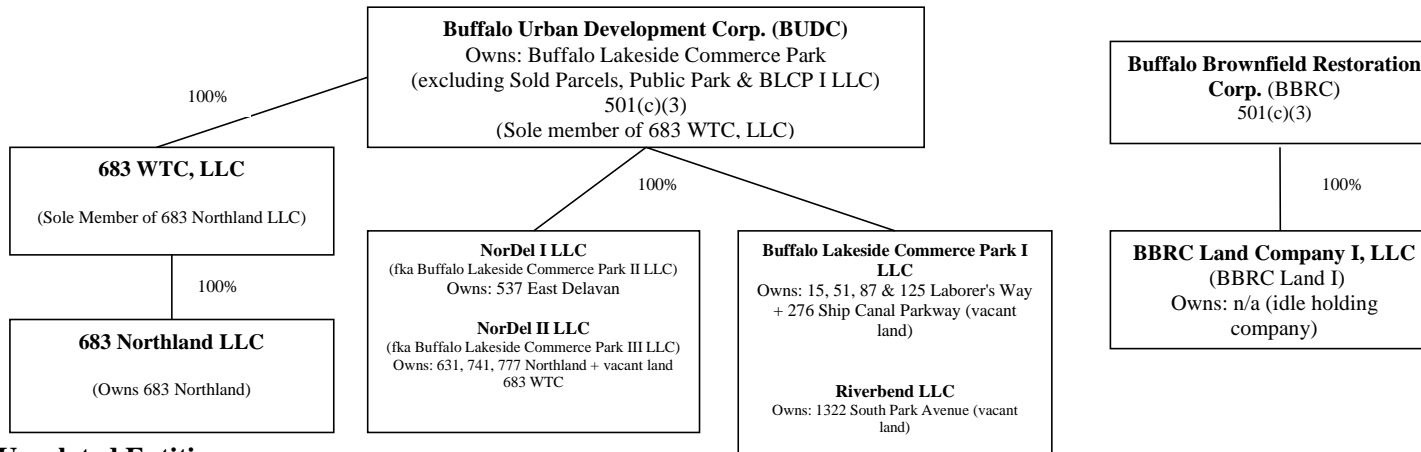 Buffalo Urban Development Corp. (BUDC)
Owns: Buffalo Lakeside Commerce Park
(excluding Sold Parcels, Public Park & BLCP I LLC)
501(c)(3)
(Sole member of 683 WTC, LLC)
Buffalo Brownfield Restoration
Corp. (BBRC)
501(c)(3)
100%
683 WTC, LLC
(Sole Member of 683 Northland LLC)
100%
100%
NorDel I LLC
(fka Buffalo Lakeside Commerce Park II LLC)
Owns: 537 East Delavan
NorDel II LLC
(fka Buffalo Lakeside Commerce Park III LLC)
Owns: 631, 741, 777 Northland + vacant land
683 WTC
Buffalo Lakeside Commerce Park I
LLC
Owns: 15, 51, 87 & 125 Laborer's Way
+ 276 Ship Canal Parkway (vacant
land)
Riverbend LLC
Owns: 1322 South Park Avenue (vacant
land)
BBRC Land Company I, LLC
(BBRC Land I)
Owns: n/a (idle holding
company)
100%
683 Northland LLC
(Owns 683 Northland)